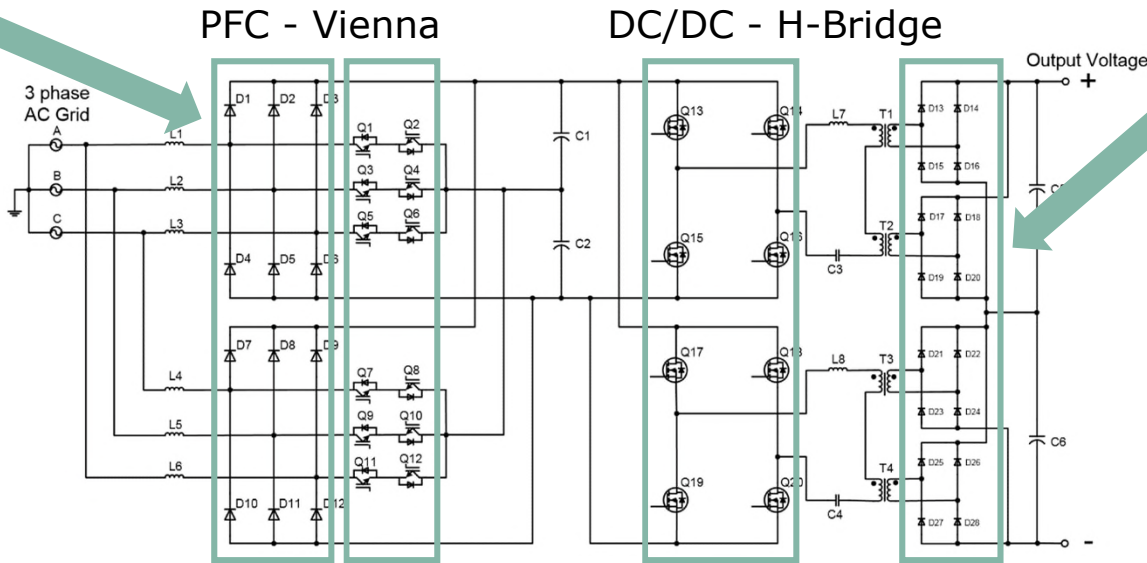 PFC - Vienna
DC/DC - H-Bridge
Output Voltage
+
3 phase
AC Grid
A
B
C
L1
L2
L3
D1 D2 D3
Q1 Q2
Q3 Q4
Q5 Q6
D4 D5 D6
C1
C2
Q13 Q14
Q15 Q16
L7
C3
T1
T2
D13 D14
D15 D16
D17 D18
D19 D20
D7 D8 D9
L4
L5
L6
Q7 Q8
Q9 Q10
Q11 Q12
D10 D11 D12
Q17 Q18
Q19 Q20
L8
C4
T3
T4
D21 D22
D23 D24
D25 D26
D27 D28
C6
-